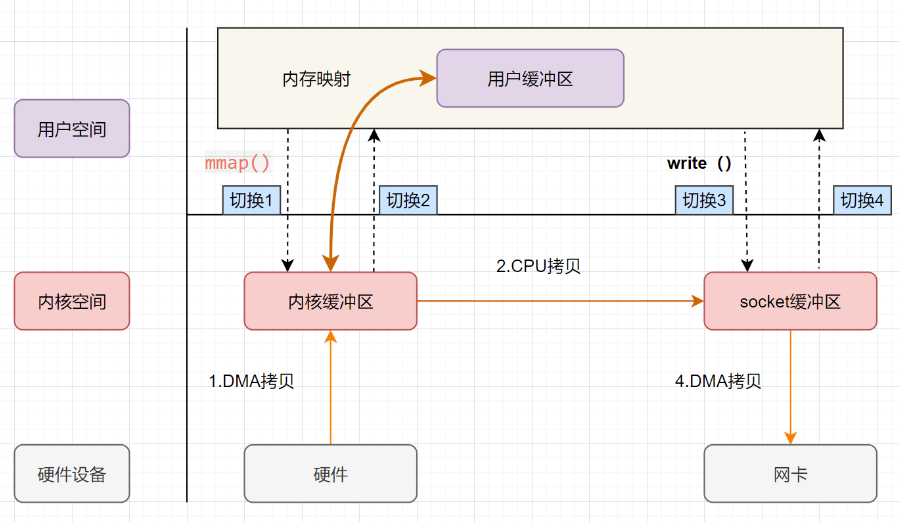 内存映射
用户缓冲区
用户空间
mmap()
write（）
切换1
切换2
切换3
切换4
2.CPU拷贝
内核空间
内核缓冲区
socket缓冲区
1.DMA拷贝
4.DMA拷贝
硬件设备
硬件
网卡